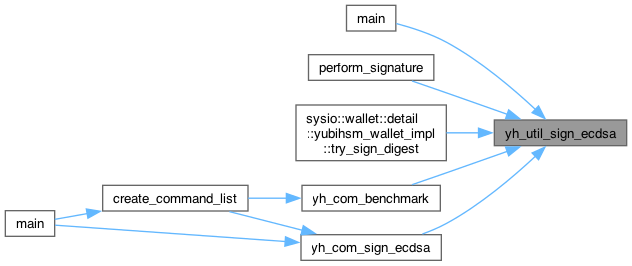 main
perform_signature
sysio::wallet::detail
::yubihsm_wallet_impl
::try_sign_digest
yh_util_sign_ecdsa
create_command_list
yh_com_benchmark
main
yh_com_sign_ecdsa